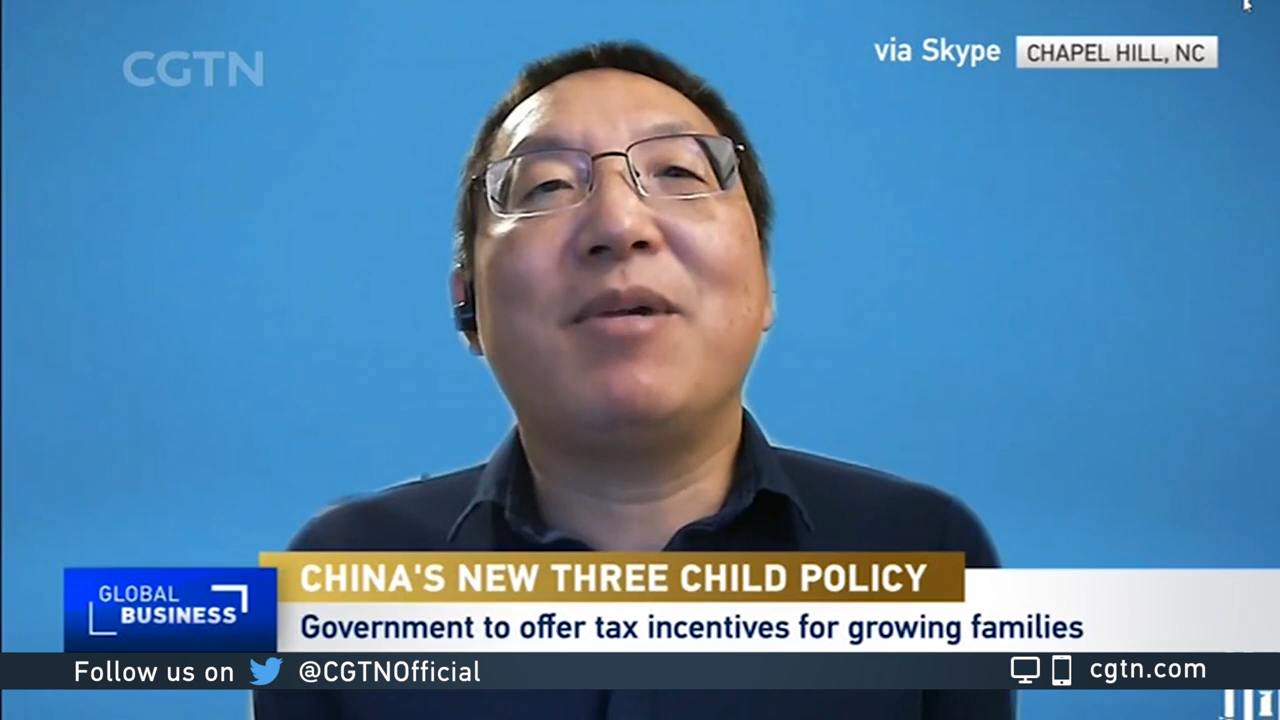 CGTN
via Skype
CHAPEL HILL, NC
CHINA'S NEW THREE CHILD POLICY
GLOBAL
BUSINESS
Government to offer tax incentives for growing families
Follow us on
@CGTNOfficial
cgtn.com